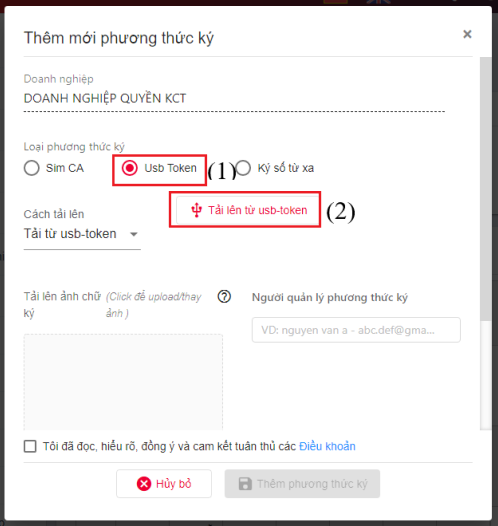 Thêm mới phương thức ký ×
Doanh nghiệp
DOANH NGHIỆP QUYỀN KCT
Loại phương thức ký
Sim CA Usb Token (1) Ký số từ xa
Tải lên từ usb-token (2)
Cách tải lên
Tải từ usb-token
Tải lên ảnh chữ (Click để upload/thay ? Người quản lý phương thức ký
ký ảnh )
VD: nguyen van a - abc.def@gma...
Tôi đã đọc, hiểu rõ, đồng ý và cam kết tuân thủ các Điều khoản
Hủy bỏ Thêm phương thức ký